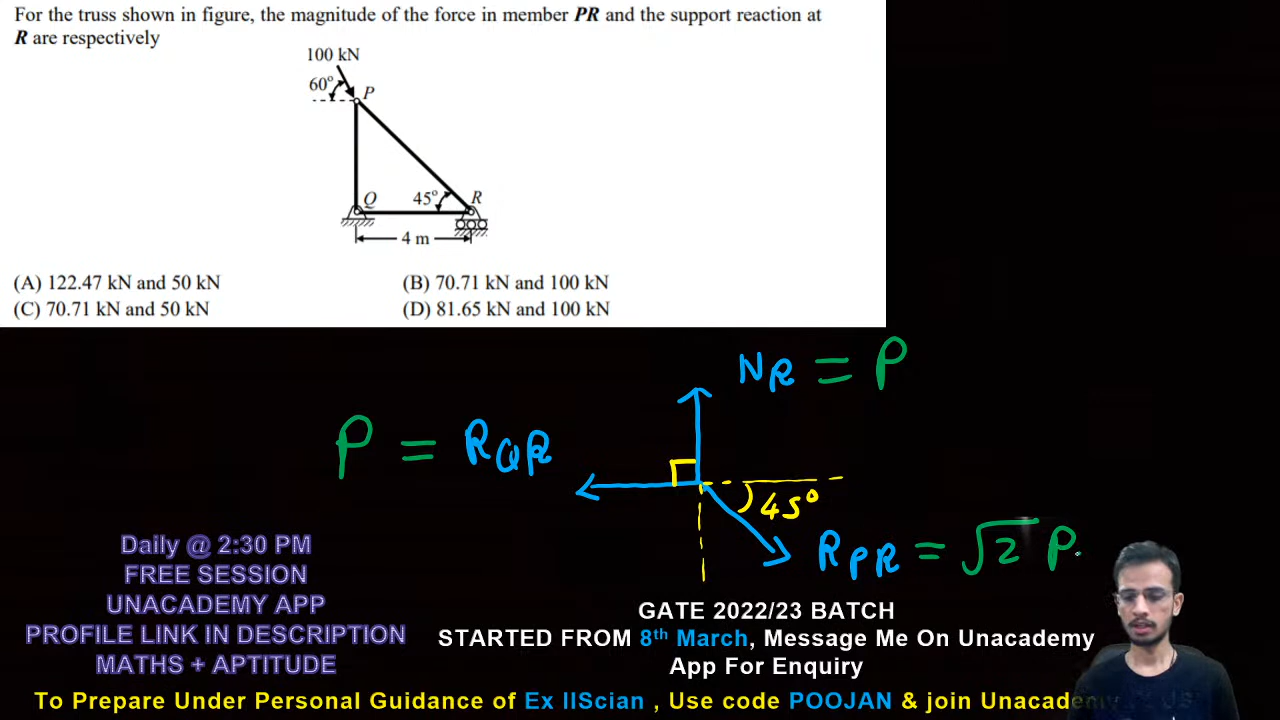 For the truss shown in figure, the magnitude of the force in member PR and the support reaction at
R are respectively
100 kN
60°
P
Q
45°
R
4 m
(A) 122.47 kN and 50 kN
(B) 70.71 kN and 100 kN
(C) 70.71 kN and 50 kN
(D) 81.65 kN and 100 kN
NR = P
P = RQR
45°
RPR = √2 P.
Daily @ 2:30 PM
FREE SESSION
UNACADEMY APP
PROFILE LINK IN DESCRIPTION
MATHS + APTITUDE
GATE 2022/23 BATCH
STARTED FROM 8th March, Message Me On Unacademy
App For Enquiry
To Prepare Under Personal Guidance of Ex IIScian , Use code POOJAN & join Unacademy